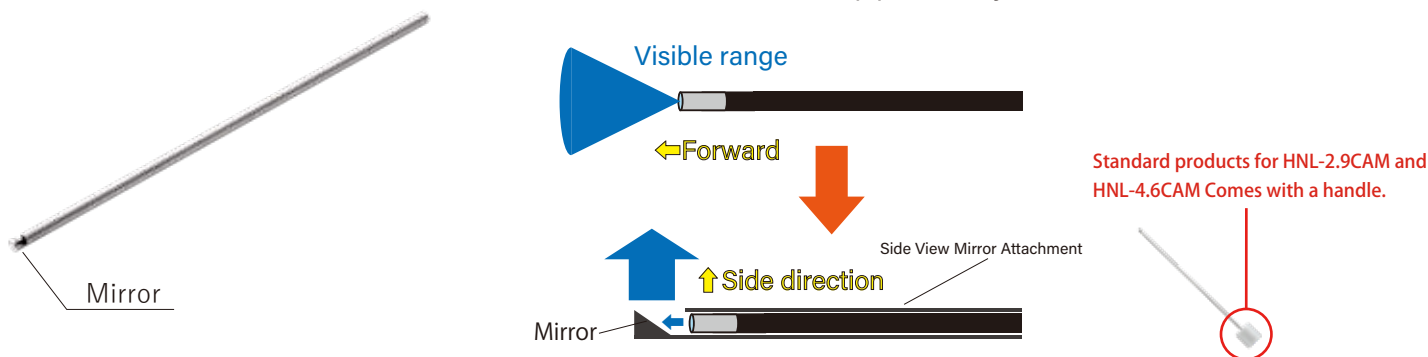 Visible range
Forward
Standard products for HNL-2.9CAM and
HNL-4.6CAM Comes with a handle.
Side View Mirror Attachment
Side direction
Mirror
Mirror